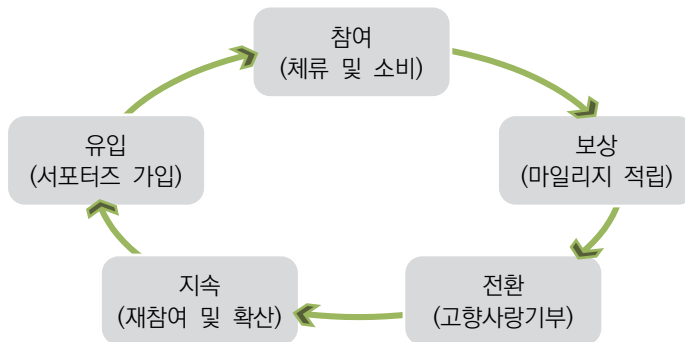 참여
(체류 및 소비)
유입
(서포터즈 가입)
보상
(마일리지 적립)
지속
(재참여 및 확산)
전환
(고향사랑기부)